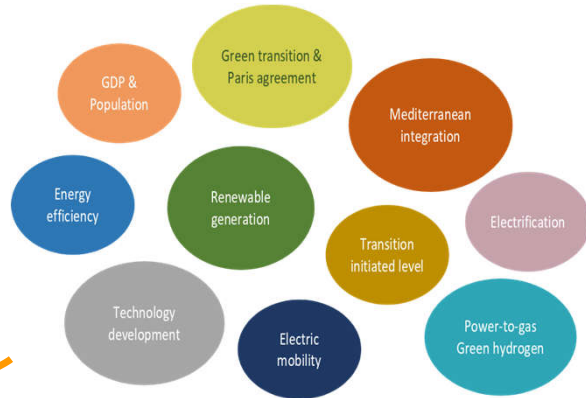 Green transition &
Paris agreement
GDP &
Population
Mediterranean
integration
Energy
efficiency
Renewable
generation
Electrification
Transition
initiated level
Technology
development
Electric
mobility
Power-to-gas
Green hydrogen